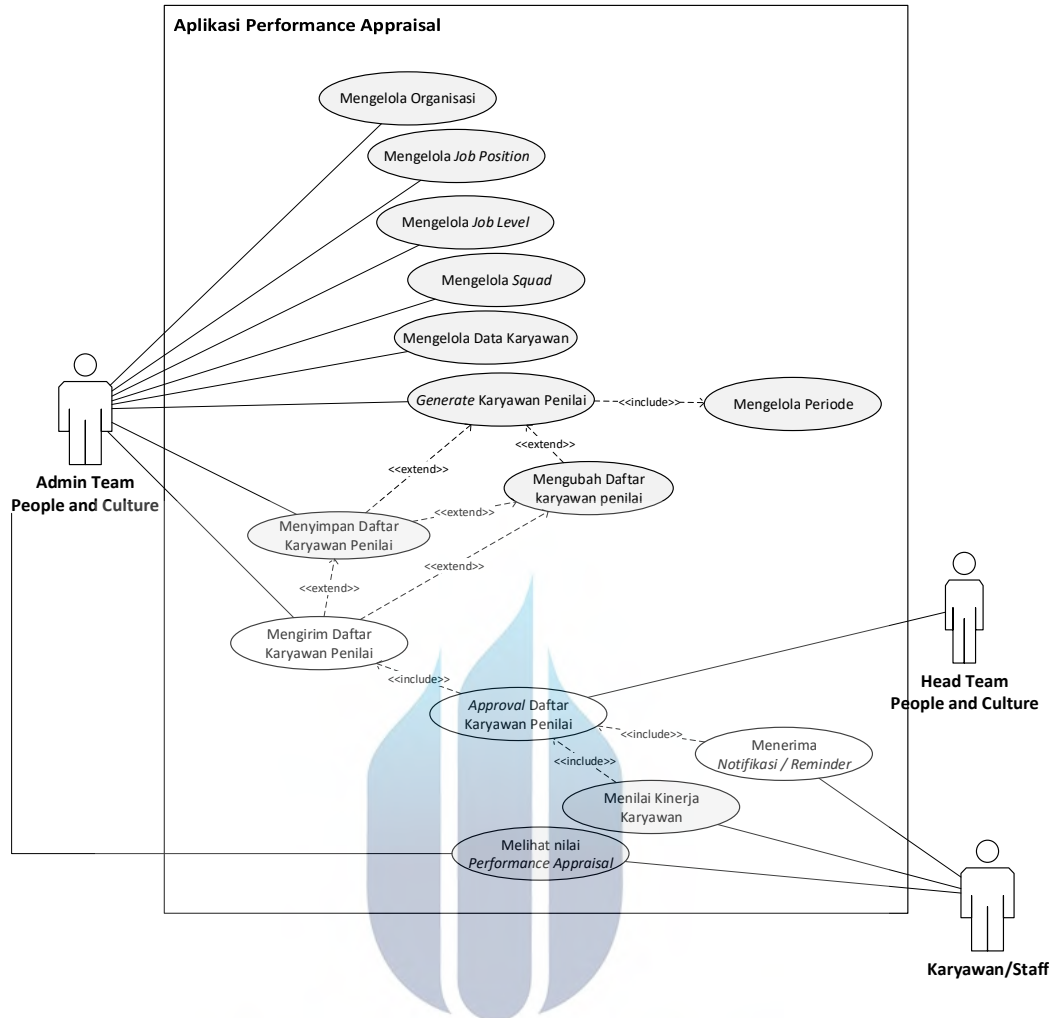 Aplikasi Performance Appraisal
Mengelola Organisasi
Mengelola Job Position
Mengelola Job Level
Mengelola Squad
Mengelola Data Karyawan
Generate Karyawan Penilai
<<include>>
Mengelola Periode
<<extend>>
<<extend>>
Mengubah Daftar
karyawan penilai
Admin Team
People and Culture
<<extend>>
Menyimpan Daftar
Karyawan Penilai
<<extend>>
<<extend>>
Mengirim Daftar
Karyawan Penilai
<<include>>
Head Team
People and Culture
Approval Daftar
Karyawan Penilai
<<include>>
Menerima
Notifikasi / Reminder
<<include>>
Menilai Kinerja
Karyawan
Melihat nilai
Performance Appraisal
Karyawan/Staff